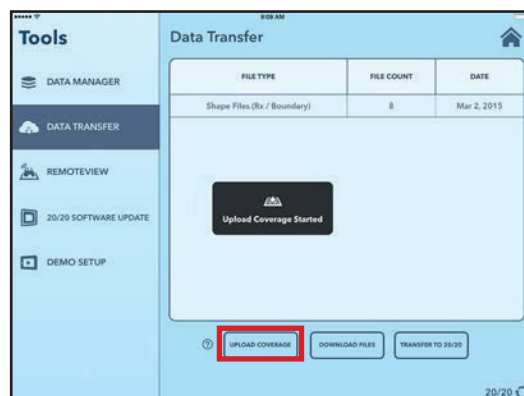 9:09 AM
Tools
Data Transfer
FILE TYPE FILE COUNT DATE
DATA MANAGER
Shape Files (Rx / Boundary) 8 Mar 2, 2015
DATA TRANSFER
REMOTEVIEW
20/20 SOFTWARE UPDATE
Upload Coverage Started
DEMO SETUP
UPLOAD COVERAGE DOWNLOAD FILES TRANSFER TO 20/20
20/20